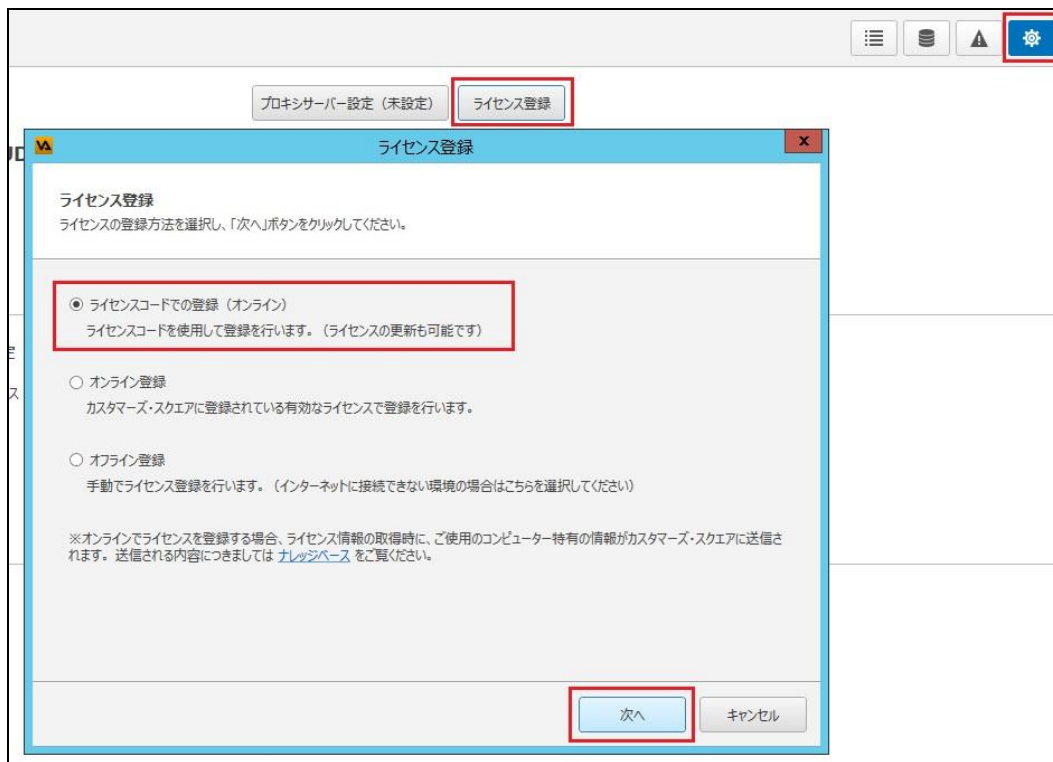 プロキシサーバー設定（未設定）
ライセンス登録
ライセンス登録
ライセンス登録
ライセンスの登録方法を選択し、「次へ」ボタンをクリックしてください。
ライセンスコードでの登録（オンライン）
ライセンスコードを使用して登録を行います。（ライセンスの更新も可能です）
オンライン登録
カスタマーズ・スクエアに登録されている有効なライセンスで登録を行います。
オフライン登録
手動でライセンス登録を行います。（インターネットに接続できない環境の場合はこちらを選択してください）
※オンラインでライセンスを登録する場合、ライセンス情報の取得時に、ご使用のコンピューター特有の情報がカスタマーズ・スクエアに送信さ
れます。送信される内容につきましては ナレッジベース をご覧ください。
次へ
キャンセル